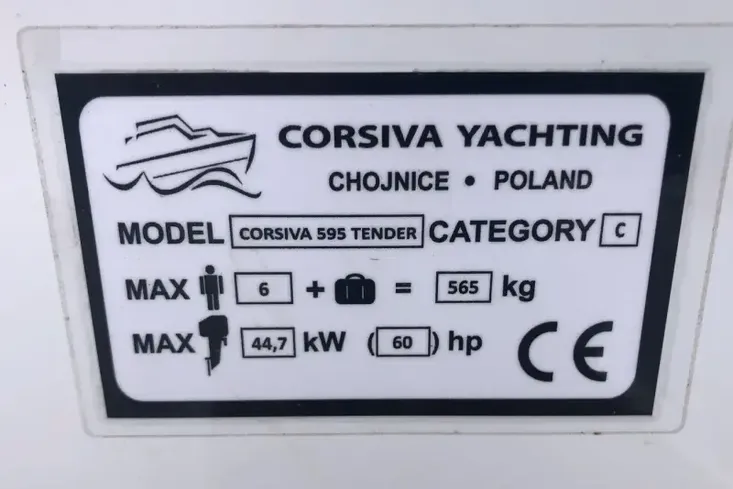 CORSIVA YACHTING
CHOJNICE • POLAND
MODEL CORSIVA 595 TENDER CATEGORY C
MAX 6 + = 565 kg
MAX 44,7 kW (60) hp CE